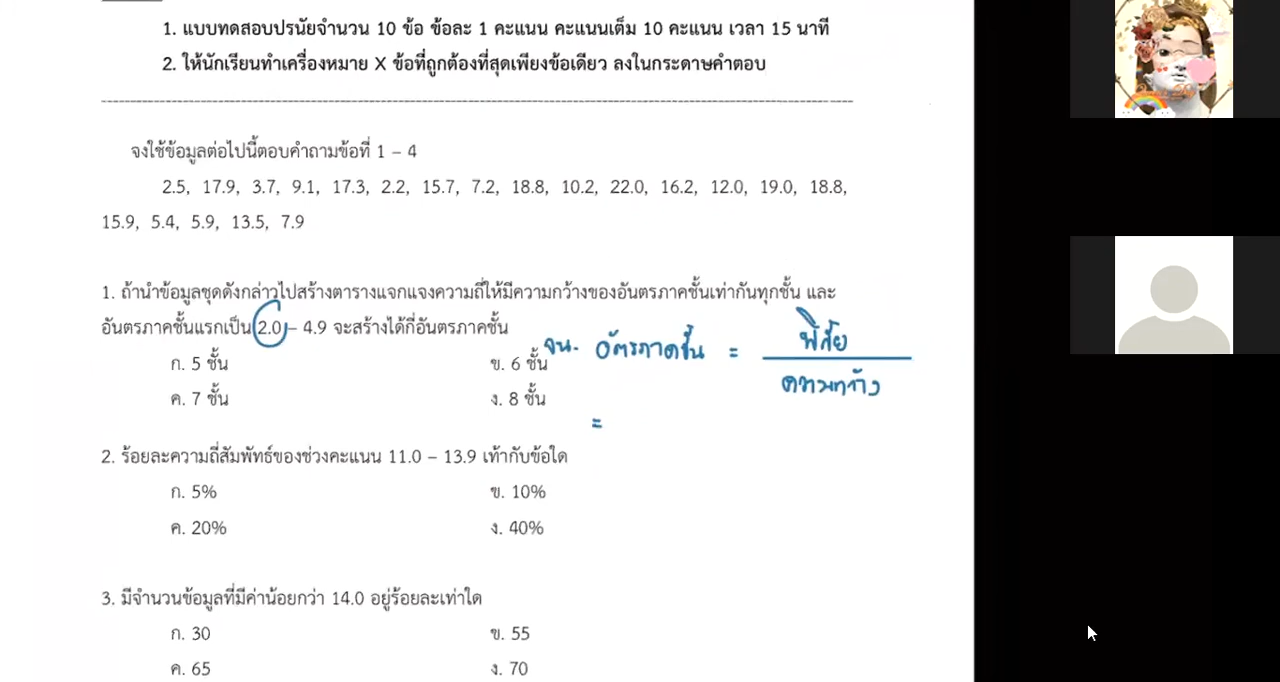 1. แบบทดสอบปรนัยจำนวน 10 ข้อ ข้อละ 1 คะแนน คะแนนเต็ม 10 คะแนน เวลา 15 นาที
2. ให้นักเรียนทำเครื่องหมาย X ข้อที่ถูกต้องที่สุดเพียงข้อเดียว ลงในกระดาษคำตอบ
จงใช้ข้อมูลต่อไปนี้ตอบคำถามข้อที่ 1 – 4
2.5, 17.9, 3.7, 9.1, 17.3, 2.2, 15.7, 7.2, 18.8, 10.2, 22.0, 16.2, 12.0, 19.0, 18.8,
15.9, 5.4, 5.9, 13.5, 7.9
1. ถ้านำข้อมูลชุดดังกล่าวไปสร้างตารางแจกแจงความถี่ให้มีความกว้างของอันตรภาคชั้นเท่ากันทุกชั้น และ
อันตรภาคชั้นแรกเป็น 2.0 – 4.9 จะสร้างได้กี่อันตรภาคชั้น
ก. 5 ชั้น ข. 6 ชั้น
ค. 7 ชั้น ง. 8 ชั้น
จน. อัตรภาคชั้น = พิสัย
ความกว้าง
=
2. ร้อยละความถี่สัมพัทธ์ของช่วงคะแนน 11.0 – 13.9 เท้ากับข้อใด
ก. 5% ข. 10%
ค. 20% ง. 40%
3. มีจำนวนข้อมูลที่มีค่าน้อยกว่า 14.0 อยู่ร้อยละเท่าใด
ก. 30 ข. 55
ค. 65 ง. 70